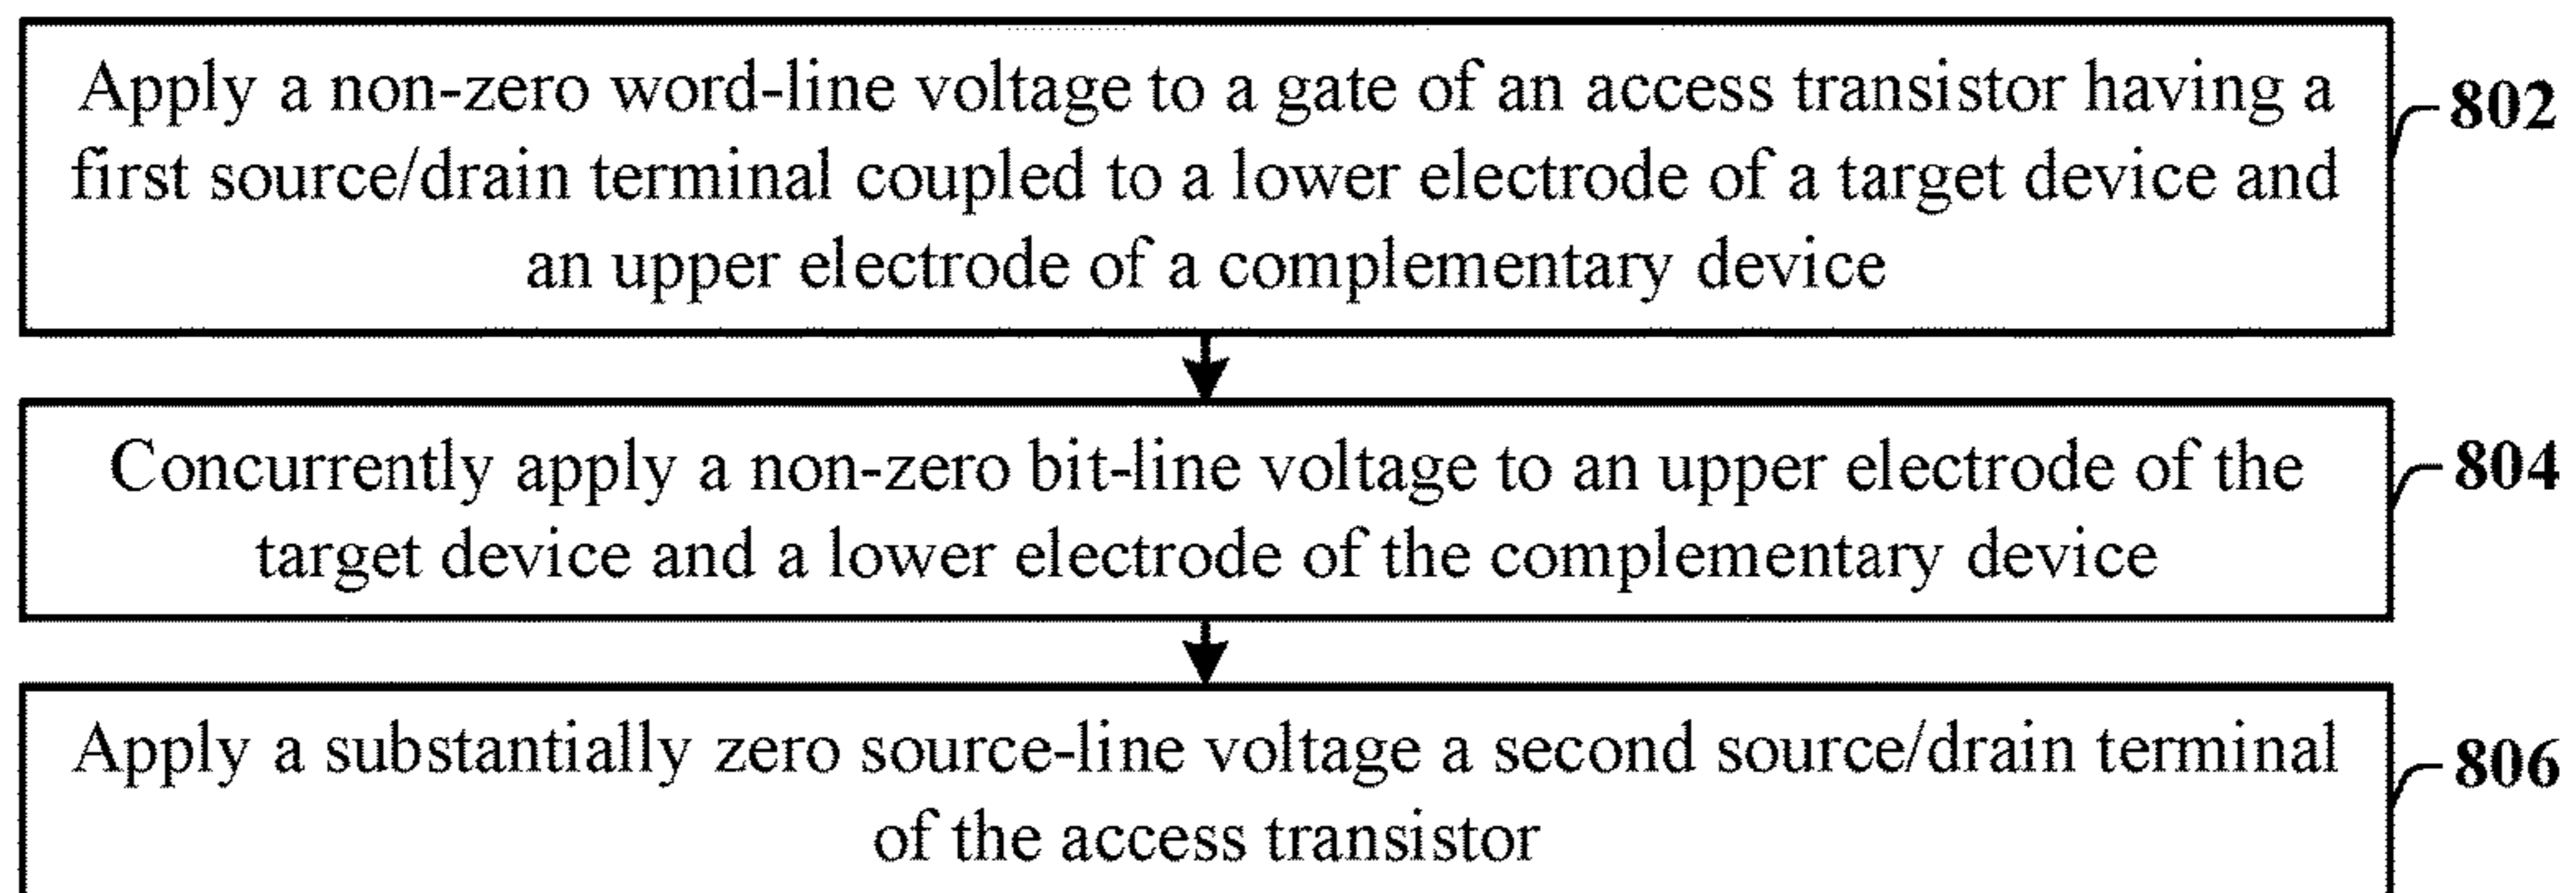 Apply a non-zero word-line voltage to a gate of an access transistor having a
802
first source/drain terminal coupled to a lower electrode of a target device and
an upper electrode of a complementary device
Concurrently apply a non-zero bit-line voltage to an upper electrode of the
804
target device and a lower electrode of the complementary device
Apply a substantially zero source-line voltage a second source/drain terminal
806
of the access transistor